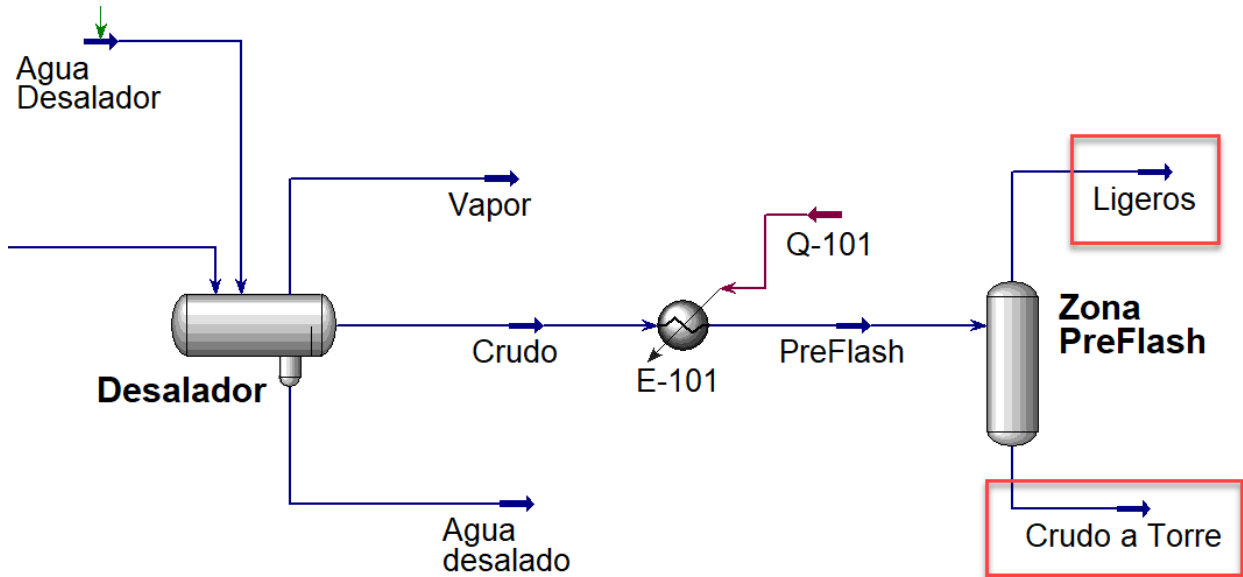 Agua
Desalador
Vapor
Q-101
Ligeros
Crudo
E-101
PreFlash
Zona
PreFlash
Desalador
Agua
desalado
Crudo a Torre